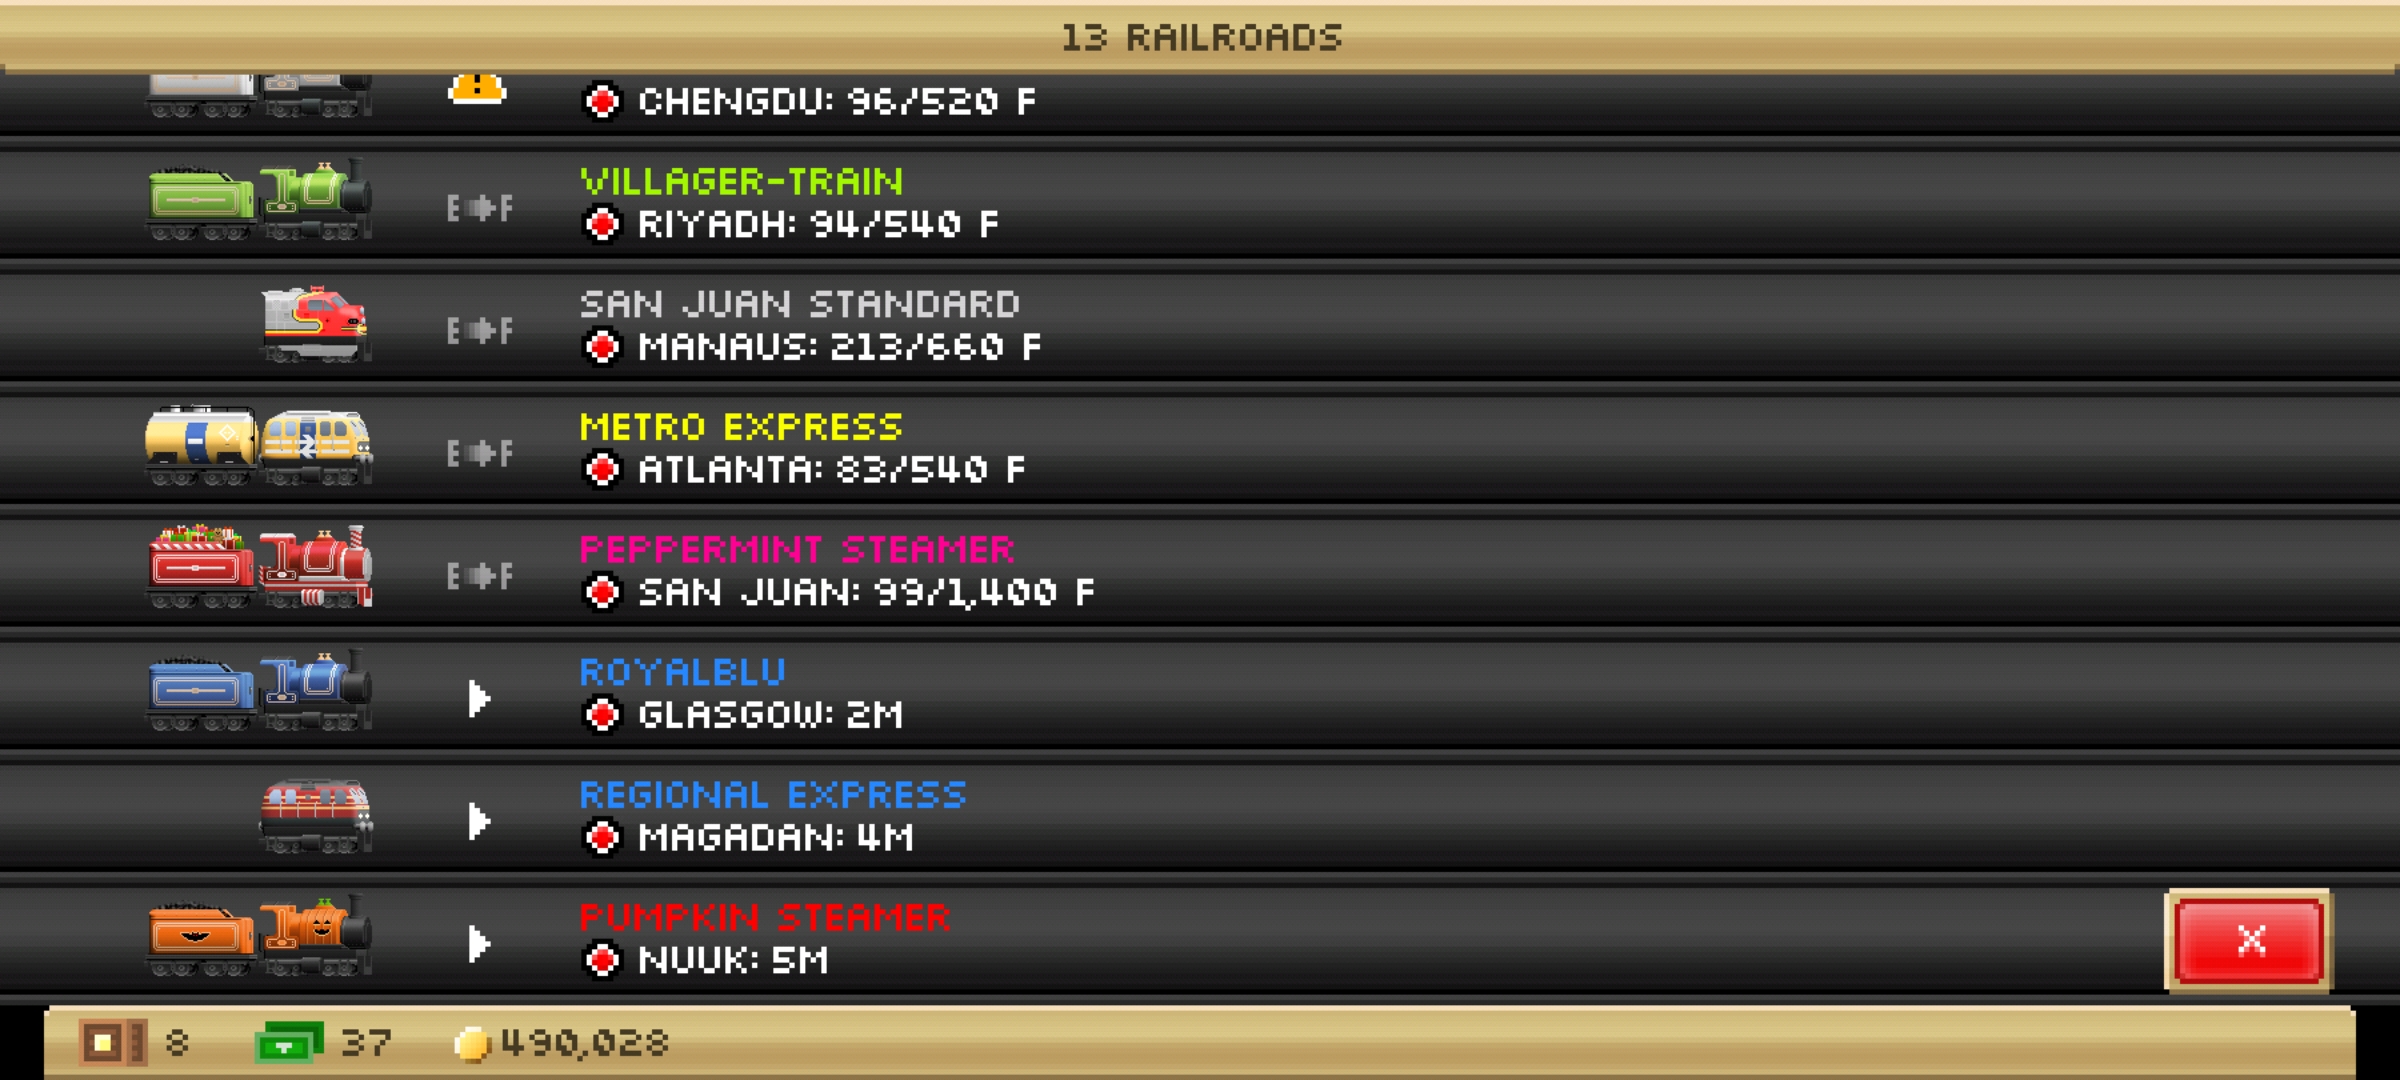 13 RAILROADS
CHENGDU: 96/520 F
VILLAGER-TRAIN
E F
RIYADH: 94/540 F
SAN JUAN STANDARD
E F
MANAUS: 213/660 F
METRO EXPRESS
E F
ATLANTA: 83/540 F
PEPPERMINT STEAMER
E F
SAN JUAN: 99/1,400 F
ROYALBLU
GLASGOW: 2M
REGIONAL EXPRESS
MAGADAN: 4M
PUMPKIN STEAMER
NUUK: 5M
X
8 37 490,028